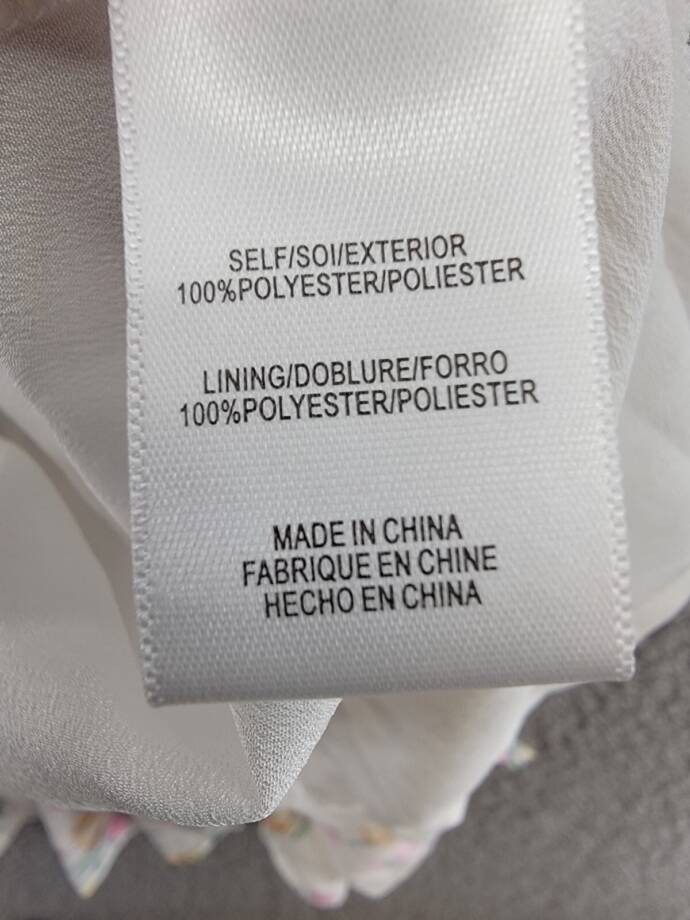 SELF/SOI/EXTERIOR
100%POLYESTER/POLIESTER
LINING/DOBLURE/FORRO
100%POLYESTER/POLIESTER
MADE IN CHINA
FABRIQUE EN CHINE
HECHO EN CHINA